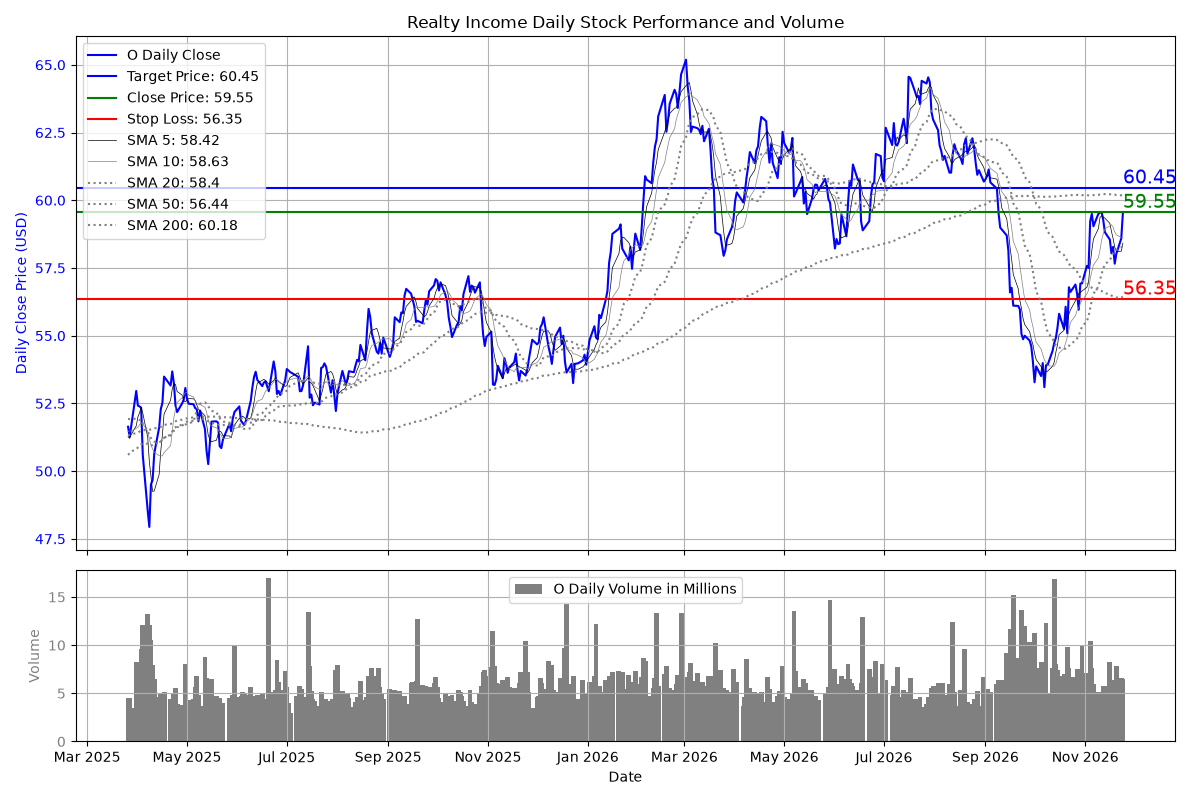 Realty Income Daily Stock Performance and Volume
O Daily Close
Target Price: 60.45
Close Price: 59.55
Stop Loss: 56.35
SMA 5: 58.42
SMA 10: 58.63
SMA 20: 58.4
SMA 50: 56.44
SMA 200: 60.18
Daily Close Price (USD)
65.0
62.5
60.0
57.5
55.0
52.5
50.0
47.5
60.45
59.55
56.35
O Daily Volume in Millions
Volume
15
10
5
0
Mar 2025 May 2025 Jul 2025 Sep 2025 Nov 2025 Jan 2026 Mar 2026 May 2026 Jul 2026 Sep 2026 Nov 2026
Date